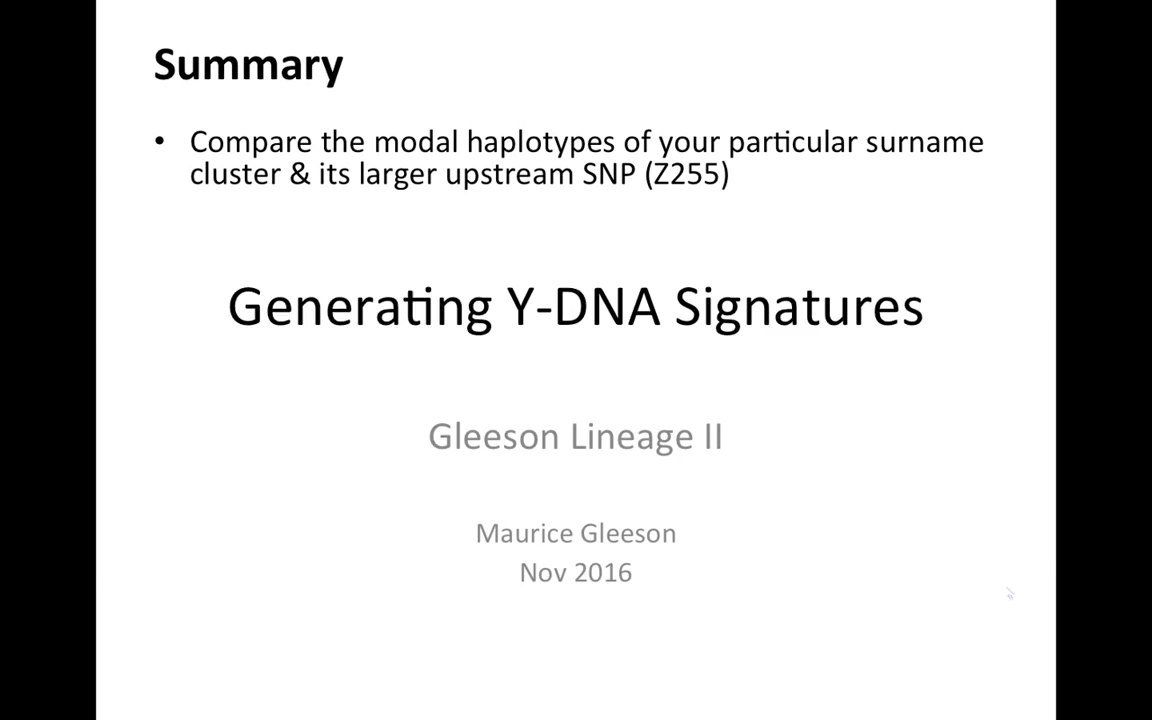 Summary
• Compare the modal haplotypes of your particular surname
cluster & its larger upstream SNP (Z255)
Generating Y-DNA Signatures
Gleeson Lineage II
Maurice Gleeson
Nov 2016